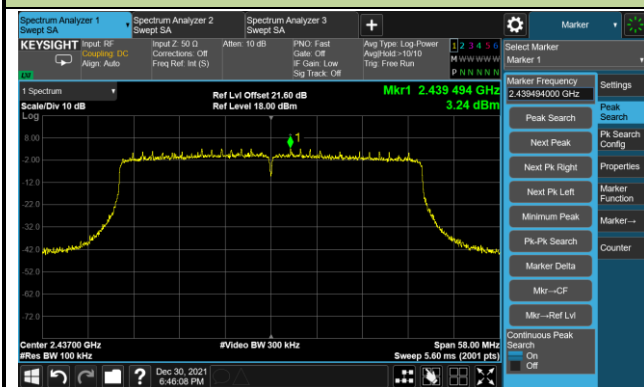 Spectrum Analyzer 1
Swept SA
Spectrum Analyzer 2
Swept SA
Spectrum Analyzer 3
Swept SA
Marker
KEYSIGHT
Input: RF
Coupling: DC
Align: Auto
Input Z: 50 Ω
Corrections: Off
Freq Ref: Int (S)
Atten: 10 dB
PNO: Fast
Gate: Off
IF Gain: Low
Sig Track: Off
Avg Type: Log-Power
Avg|Hold >10/10
Trig: Free Run
1 2 3 4 5 6
M W W W W W
P N N N N N
Select Marker
Marker 1
1 Spectrum
Scale/Div 10 dB
Log
Ref Lvl Offset 21.60 dB
Ref Level 18.00 dBm
Mkr1 2.439 494 GHz
3.24 dBm
1
8.00
-2.00
-12.0
-22.0
-32.0
-42.0
-52.0
-62.0
-72.0
Center 2.43700 GHz
#Res BW 100 kHz
#Video BW 300 kHz
Span 58.00 MHz
Sweep 5.60 ms (2001 pts)
Marker Frequency
2.439494000 GHz
Peak Search
Next Peak
Next Pk Right
Next Pk Left
Minimum Peak
Pk-Pk Search
Marker Delta
Mkr→CF
Mkr→Ref Lvl
Continuous Peak
Search
On
Off
Settings
Peak
Search
Pk Search
Config
Properties
Marker
Function
Marker→
Counter
?
Dec 30, 2021
6:46:08 PM